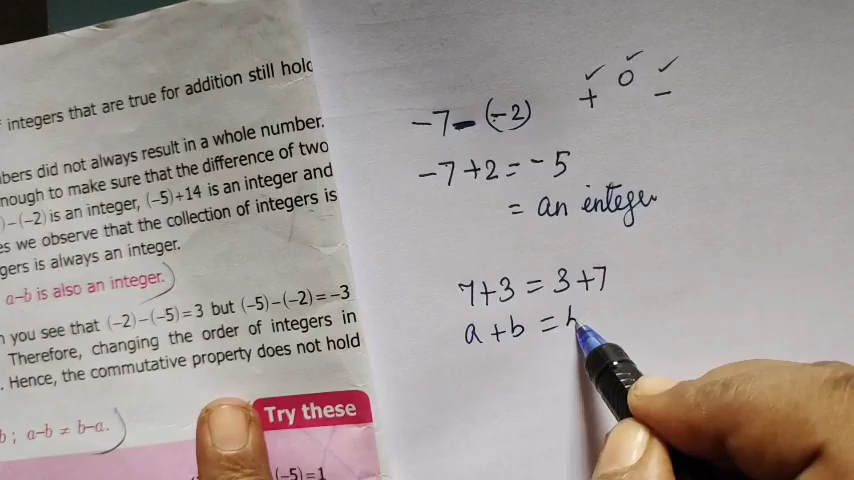 f integers that are true for addition still hold
bers did not always result in a whole number.
nough to make sure that the difference of two
)−(−2) is an integer, (−5)+14 is an integer and
es we observe that the collection of integers is
gers is always an integer.
a−b is also an integer.
n you see that (−2)−(−5)=3 but (−5)−(−2)=−3
Therefore, changing the order of integers in
. Hence, the commutative property does not hold
b ; a−b ≠ b−a.
Try these
(−5)=1
+ 0 −
−7 − (−2)
−7+2 = −5
= an integer
7+3 = 3+7
a+b =